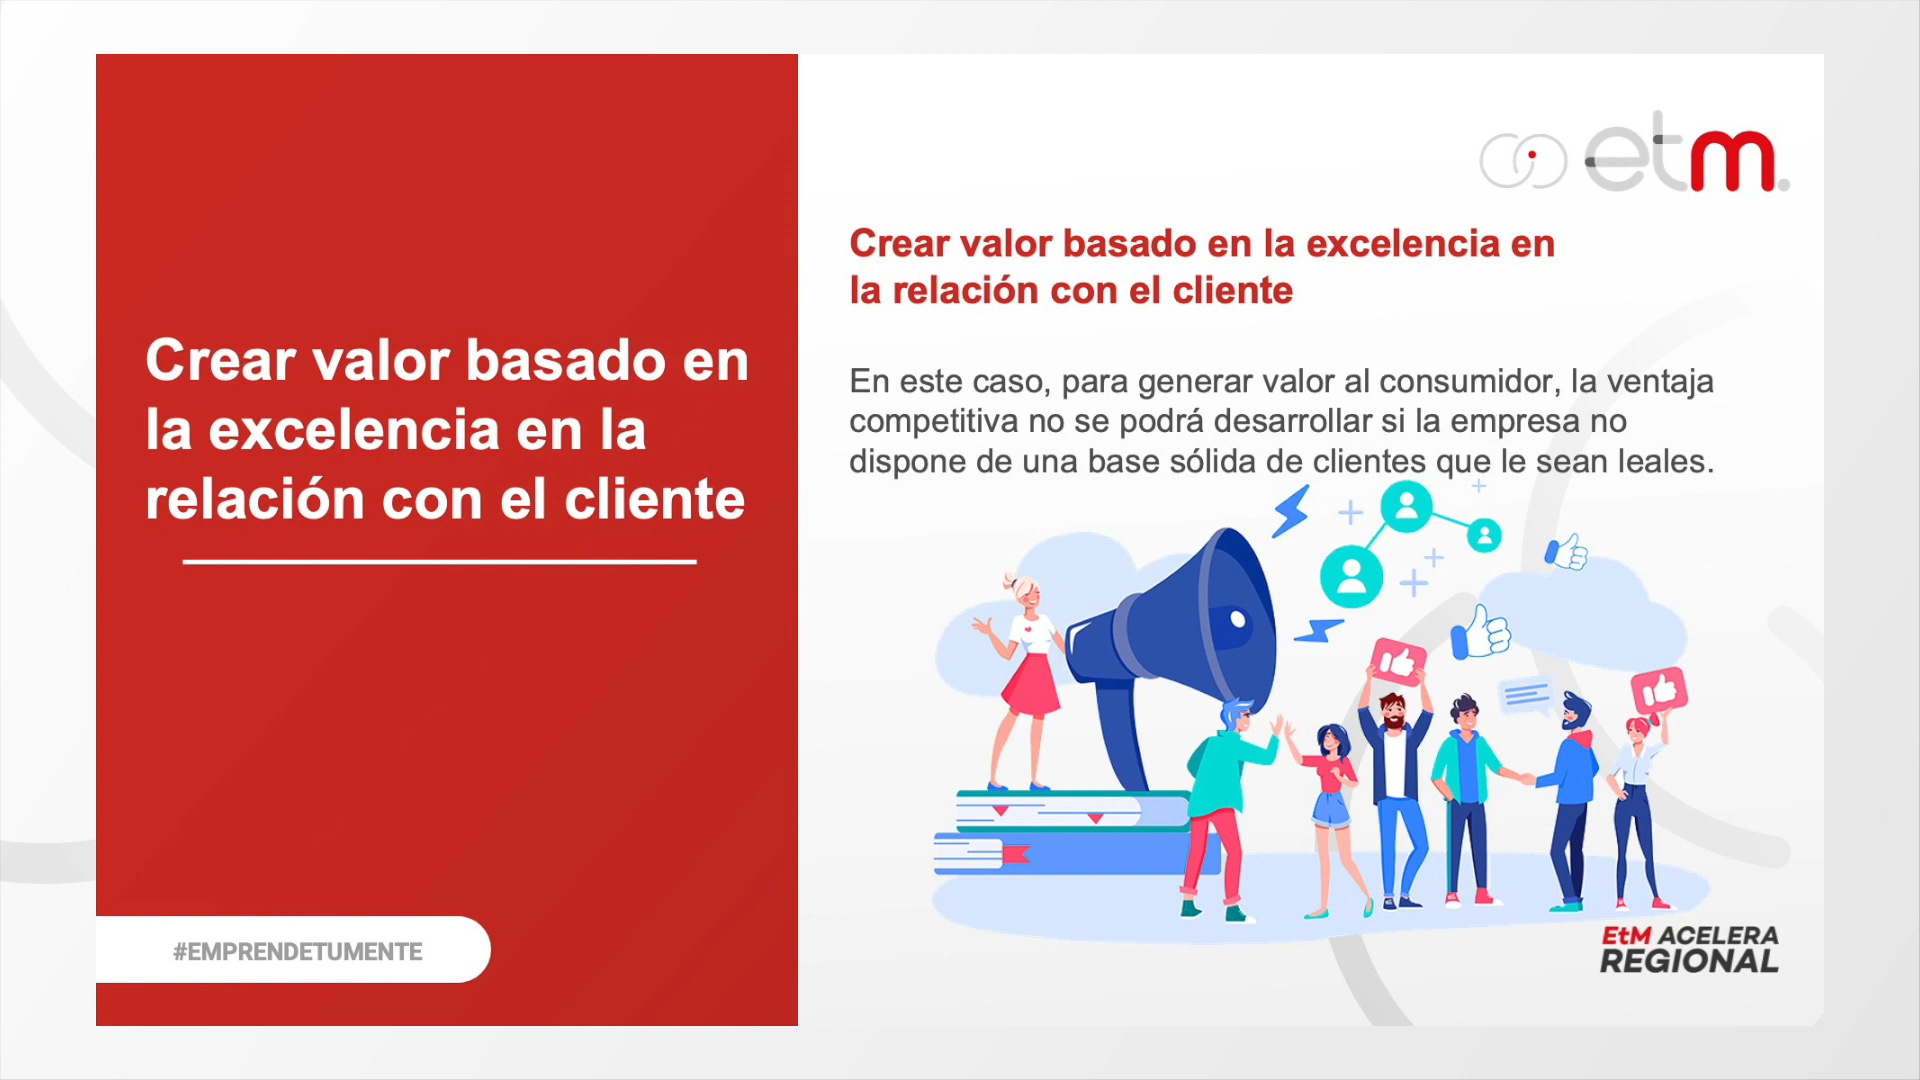 Crear valor basado en
la excelencia en la
relación con el cliente
#EMPRENDETUMENTE
etm.
Crear valor basado en la excelencia en
la relación con el cliente
En este caso, para generar valor al consumidor, la ventaja
competitiva no se podrá desarrollar si la empresa no
dispone de una base sólida de clientes que le sean leales.
EtM ACELERA
REGIONAL